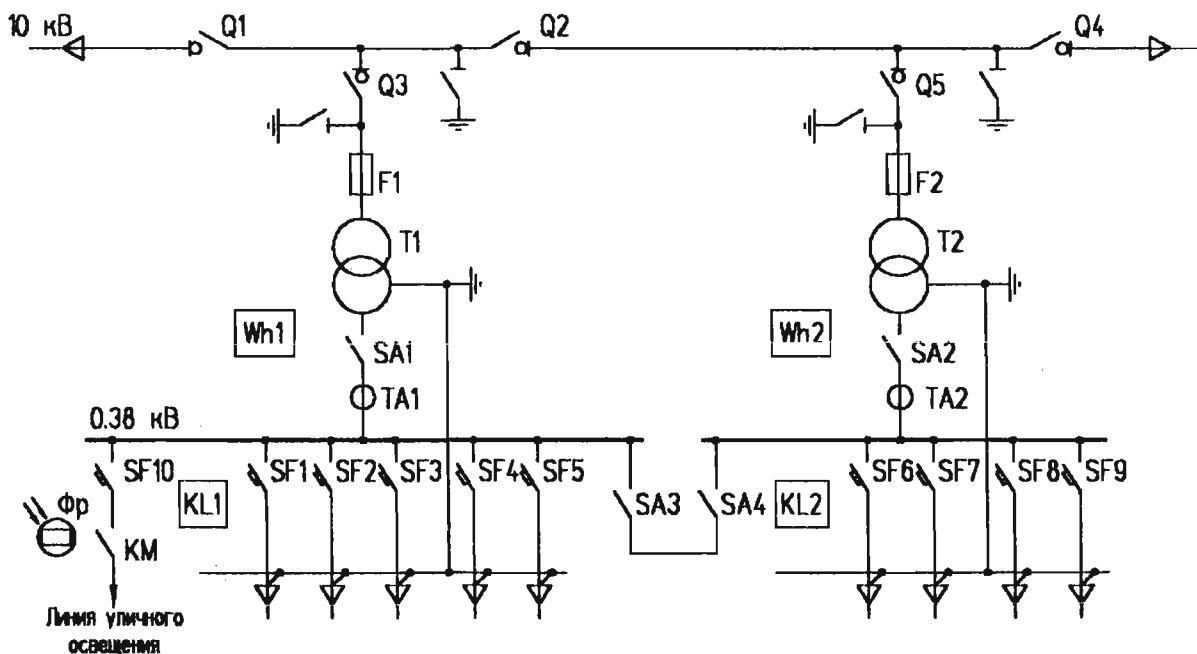 10 кВ
Q1
Q2
Q4
Q3
Q5
F1
F2
T1
T2
Wh1
Wh2
SA1
SA2
TA1
TA2
0.38 кВ
SF10
SF1
SF2
SF3
SF4
SF5
SF6
SF7
SF8
SF9
Фр
KL1
SA3
SA4
KL2
KM
Линия уличного
освещения